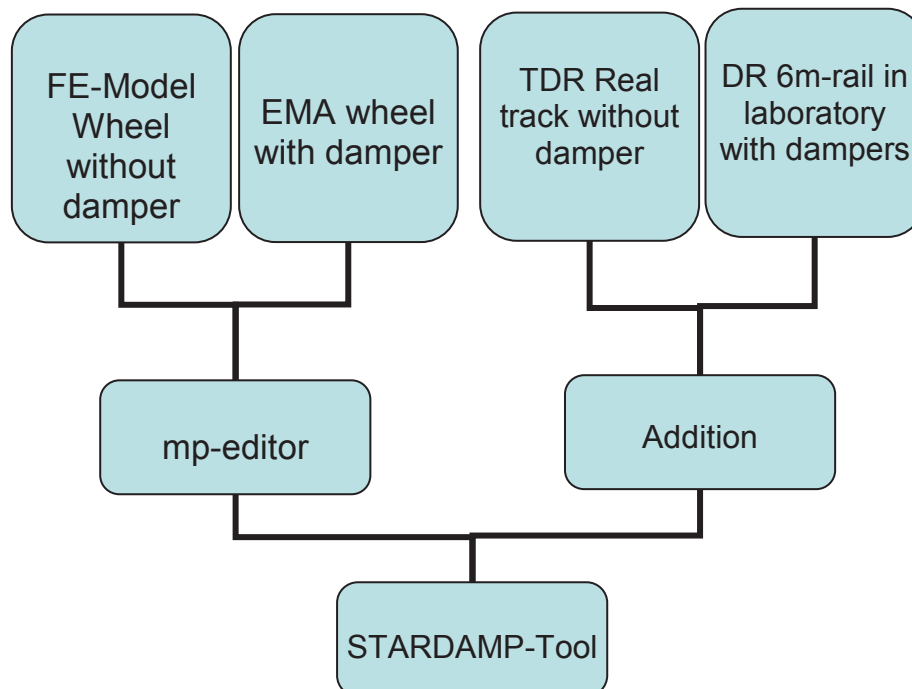 FE-Model
Wheel
without
damper
EMA wheel
with damper
TDR Real
track without
damper
DR 6m-rail in
laboratory
with dampers
mp-editor
Addition
STARDAMP-Tool